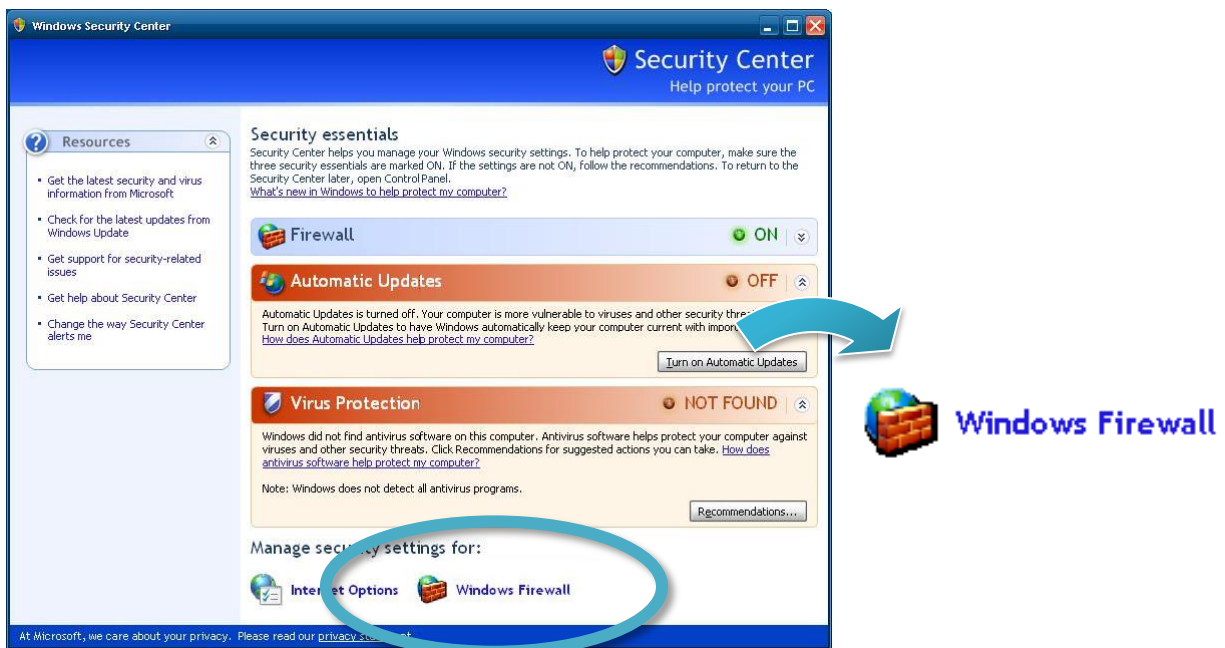 Windows Security Center
Security Center
Help protect your PC
Resources
Get the latest security and virus
information from Microsoft
Check for the latest updates from
Windows Update
Get support for security-related
issues
Get help about Security Center
Change the way Security Center
alerts me
Security essentials
Security Center helps you manage your Windows security settings. To help protect your computer, make sure the
three security essentials are marked ON. If the settings are not ON, follow the recommendations. To return to the
Security Center later, open Control Panel.
What's new in Windows to help protect my computer?
Firewall ON
Automatic Updates OFF
Automatic Updates is turned off. Your computer is more vulnerable to viruses and other security
Turn on Automatic Updates to have Windows automatically keep your computer current with
How does Automatic Updates help protect my computer?
Turn on Automatic Updates
Virus Protection NOT FOUND
Windows did not find antivirus software on this computer. Antivirus software helps protect your computer against
viruses and other security threats. Click Recommendations for suggested actions you can take. How does
antivirus software help protect my computer?
Note: Windows does not detect all antivirus programs.
Recommendations...
Manage security settings for:
Internet Options Windows Firewall
At Microsoft, we care about your privacy. Please read our privacy
Windows Firewall